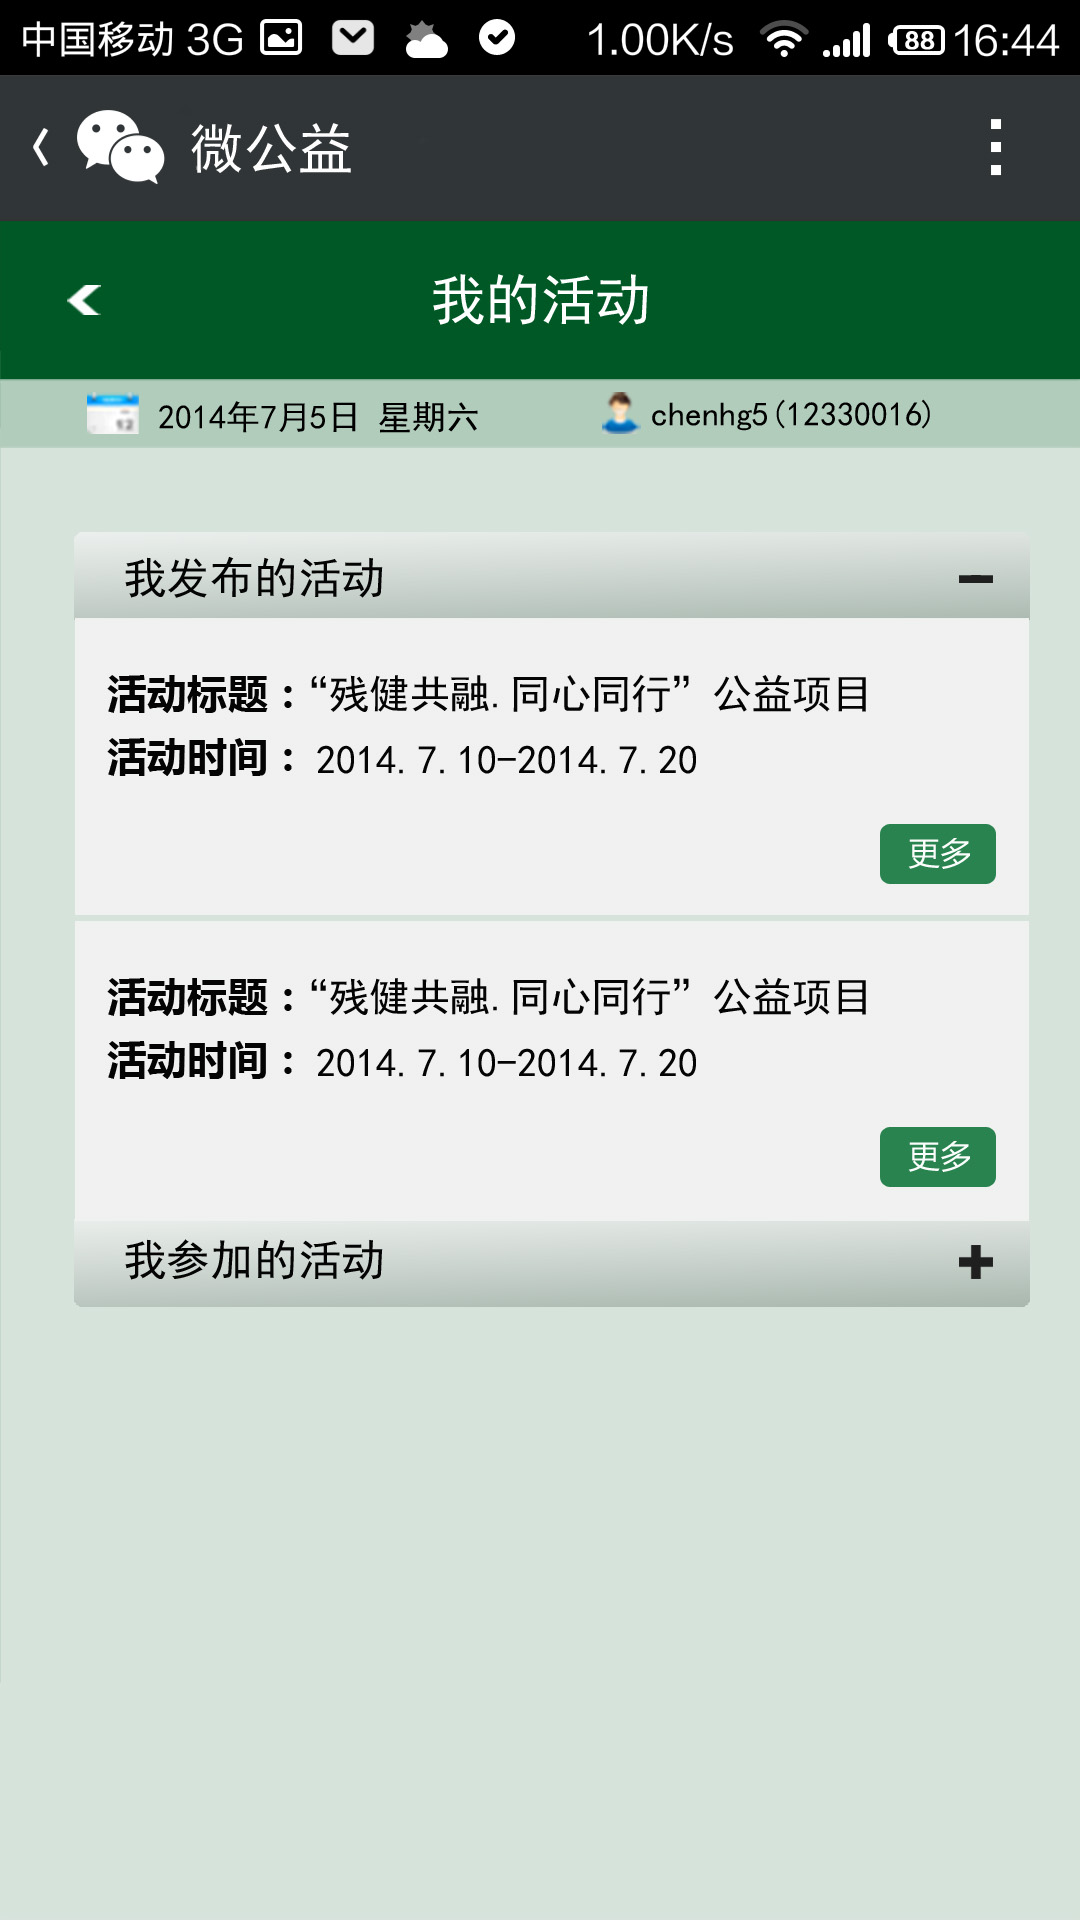 中国移动 3G 1.00K/s 88 16:44
微公益
我的活动
2014年7月5日 星期六 chenhg5(12330016)
我发布的活动
活动标题：“残健共融.同心同行”公益项目
活动时间：2014.7.10-2014.7.20
更多
活动标题：“残健共融.同心同行”公益项目
活动时间：2014.7.10-2014.7.20
更多
我参加的活动